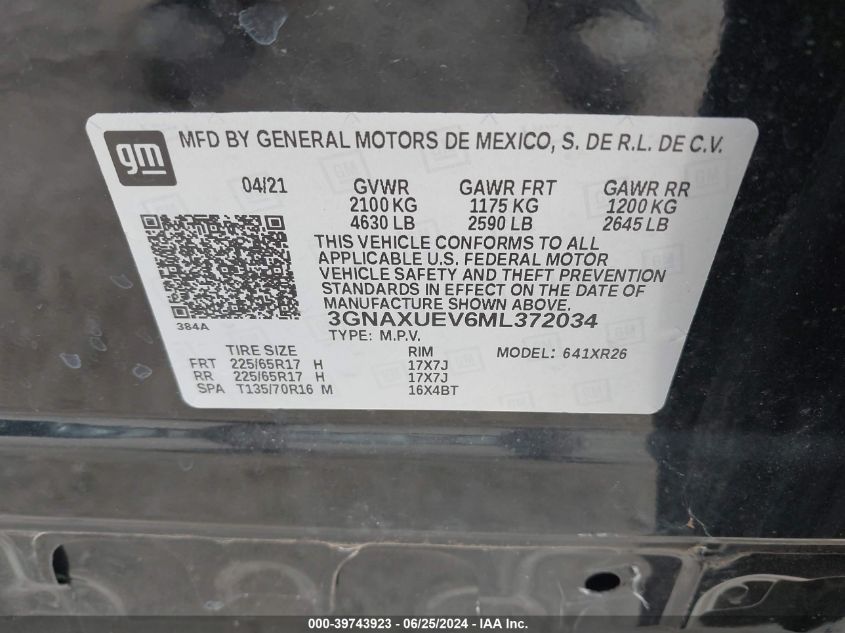 gm
MFD BY GENERAL MOTORS DE MEXICO, S. DE R.L. DE C.V.
04/21 GVWR GAWR FRT GAWR RR
2100 KG 1175 KG 1200 KG
4630 LB 2590 LB 2645 LB
THIS VEHICLE CONFORMS TO ALL
APPLICABLE U.S. FEDERAL MOTOR
VEHICLE SAFETY AND THEFT PREVENTION
STANDARDS IN EFFECT ON THE DATE OF
MANUFACTURE SHOWN ABOVE.
384A
3GNAXUEV6ML372034
TYPE: M.P.V.
TIRE SIZE RIM MODEL: 641XR26
FRT 225/65R17 H 17X7J
RR 225/65R17 H 17X7J
SPA T135/70R16 M 16X4BT
000-39743923 / 06/25/2024 - IAA Inc.